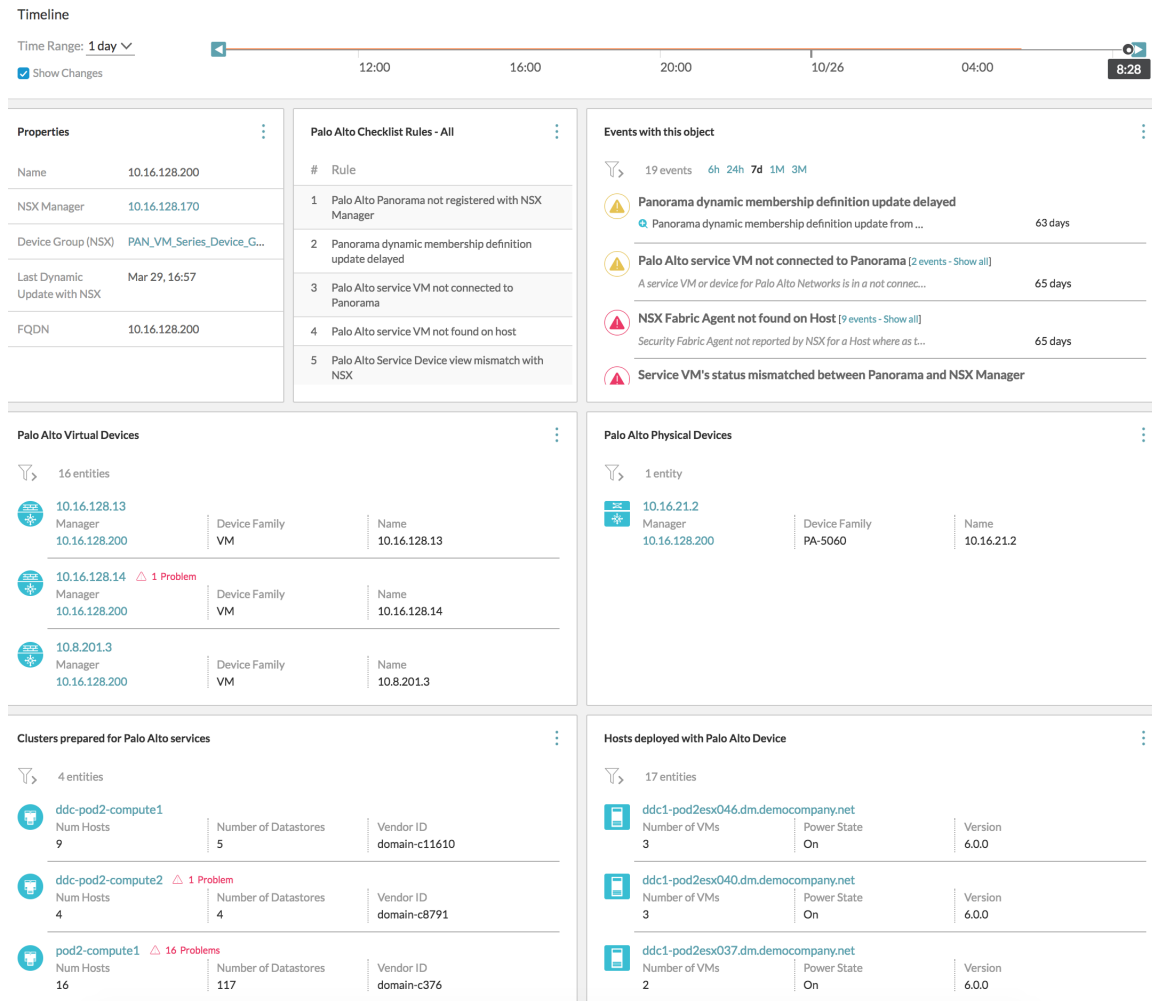 Timeline
Time Range: 1 day
Show Changes
12:00 16:00 20:00 10/26 04:00 8:28
Properties
Name 10.16.128.200
NSX Manager 10.16.128.170
Device Group (NSX) PAN_VM_Series_Device_G...
Last Dynamic
Update with NSX
Mar 29, 16:57
FQDN 10.16.128.200
Palo Alto Checklist Rules - All
# Rule
1 Palo Alto Panorama not registered with NSX
Manager
2 Panorama dynamic membership definition
update delayed
3 Palo Alto service VM not connected to
Panorama
4 Palo Alto service VM not found on host
5 Palo Alto Service Device view mismatch with
NSX
Events with this object
19 events 6h 24h 7d 1M 3M
Panorama dynamic membership definition update delayed
Panorama dynamic membership definition update from ... 63 days
Palo Alto service VM not connected to Panorama [2 events - Show all]
A service VM or device for Palo Alto Networks is in a not connec... 65 days
NSX Fabric Agent not found on Host [9 events - Show all]
Security Fabric Agent not reported by NSX for a Host where as t... 65 days
Service VM's status mismatched between Panorama and NSX Manager
Palo Alto Virtual Devices
16 entities
10.16.128.13
Manager Device Family Name
10.16.128.200 VM 10.16.128.13
10.16.128.14 1 Problem
Manager Device Family Name
10.16.128.200 VM 10.16.128.14
10.8.201.3
Manager Device Family Name
10.16.128.200 VM 10.8.201.3
Palo Alto Physical Devices
1 entity
10.16.21.2
Manager Device Family Name
10.16.128.200 PA-5060 10.16.21.2
Clusters prepared for Palo Alto services
4 entities
ddc-pod2-compute1
Num Hosts Number of Datastores Vendor ID
9 5 domain-c11610
ddc-pod2-compute2 1 Problem
Num Hosts Number of Datastores Vendor ID
4 4 domain-c8791
pod2-compute1 16 Problems
Num Hosts Number of Datastores Vendor ID
16 117 domain-c376
Hosts deployed with Palo Alto Device
17 entities
ddc1-pod2esx046.dm.democompany.net
Number of VMs Power State Version
3 On 6.0.0
ddc1-pod2esx040.dm.democompany.net
Number of VMs Power State Version
3 On 6.0.0
ddc1-pod2esx037.dm.democompany.net
Number of VMs Power State Version
2 On 6.0.0